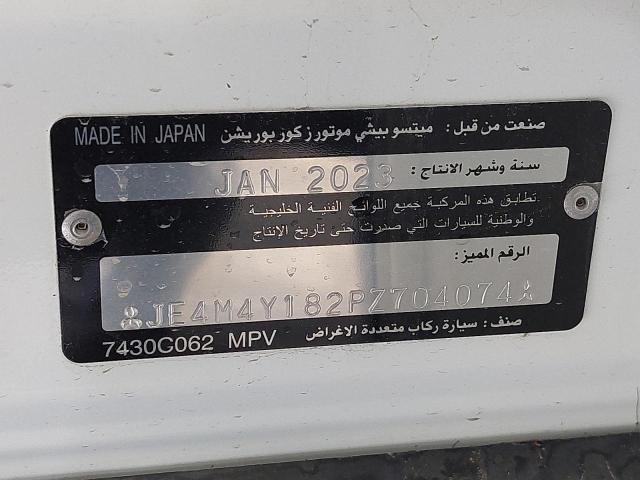 صنعت من قبل : ميتسوبيشي موتورز كوربوريشن MADE IN JAPAN
سنة وشهر الانتاج : JAN 2023
تطابق هذه المركبة جميع اللوائح الفنية الخليجية
والوطنية للسيارات التي صدرت حتى تاريخ الإنتاج
الرقم المميز :
JE4M4Y182PZ704074
صنف : سيارة ركاب متعددة الاغراض 7430C062 MPV